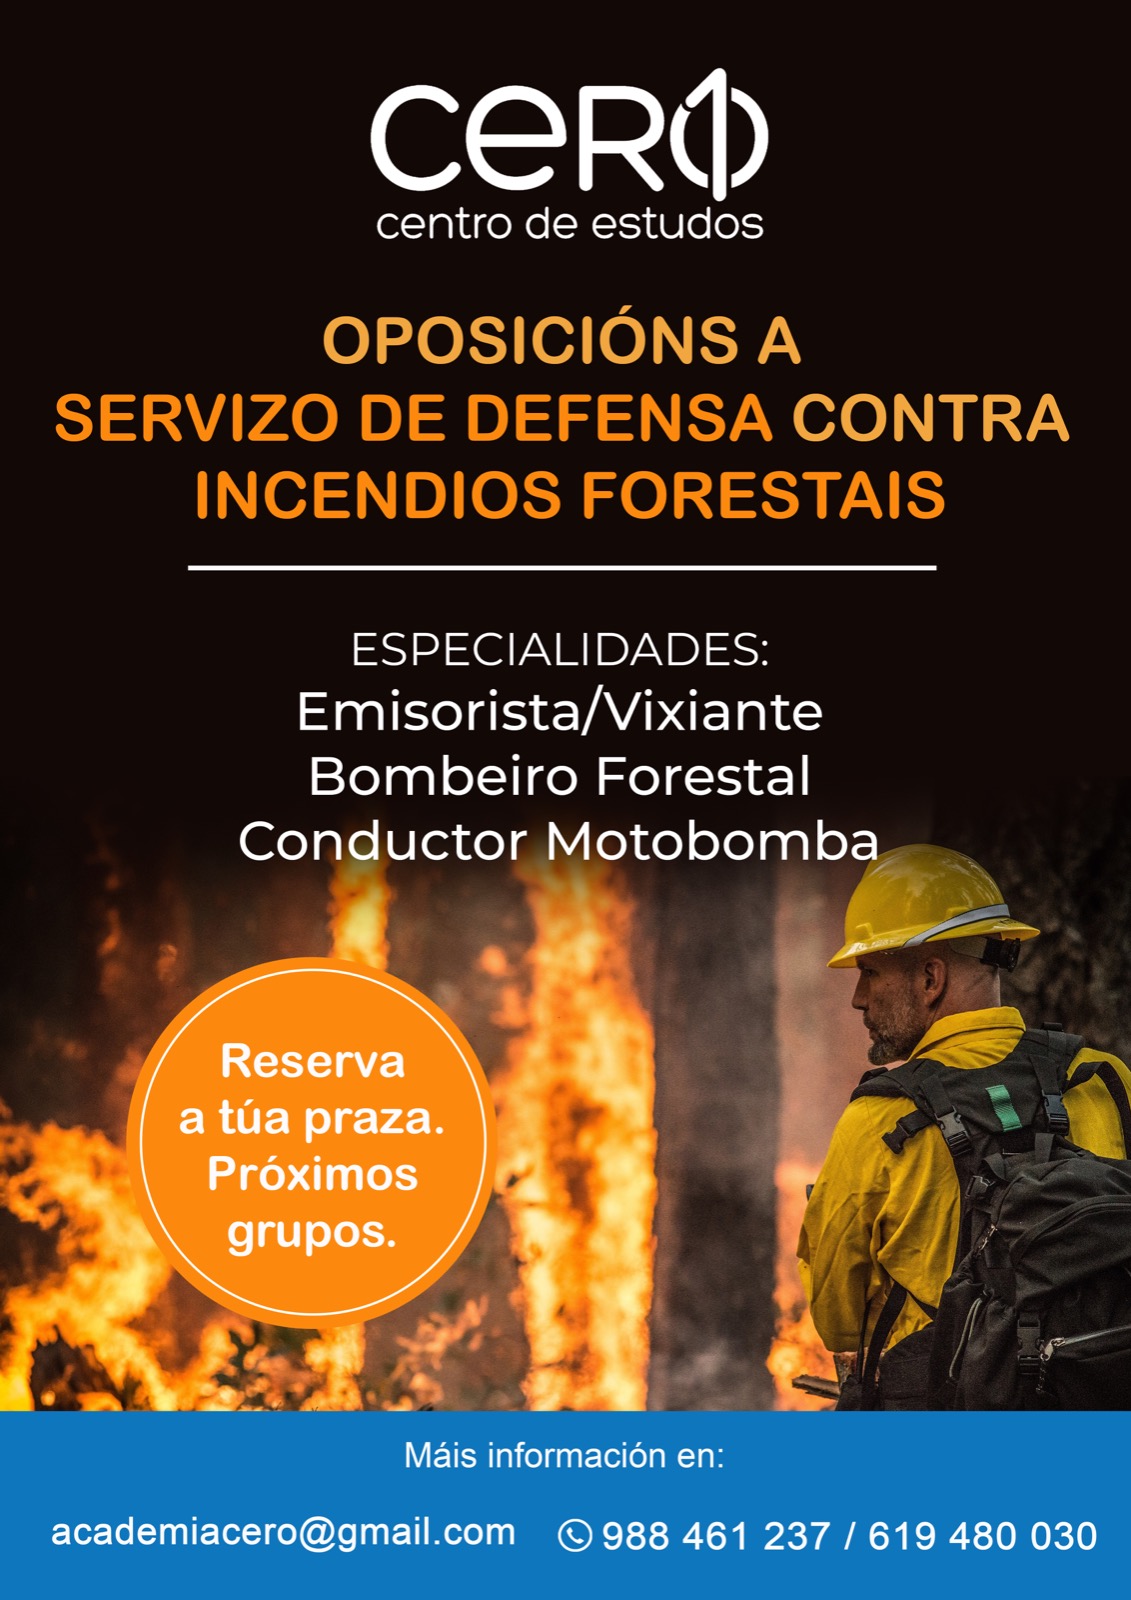 CERO
centro de estudos
OPOSICIÓNS A
SERVIZO DE DEFENSA CONTRA
INCENDIOS FORESTAIS
ESPECIALIDADES:
Emisorista/Vixiante
Bombeiro Forestal
Conductor Motobomba
Reserva
a túa praza.
Próximos
grupos.
Máis información en:
academiacero@gmail.com
988 461 237 / 619 480 030